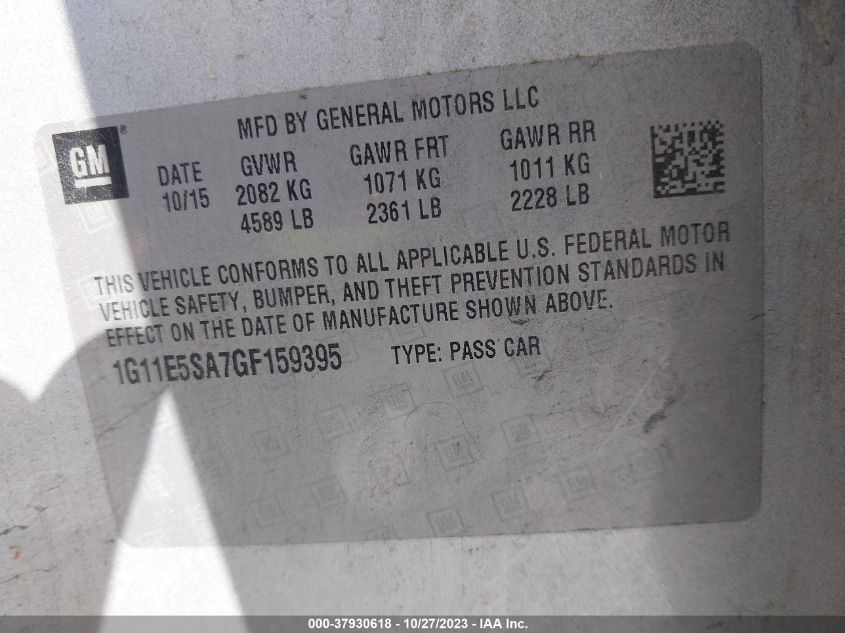 MFD BY GENERAL MOTORS LLC
GM®
DATE GVWR GAWR FRT GAWR RR
10/15 2082 KG 1071 KG 1011 KG
4589 LB 2361 LB 2228 LB
THIS VEHICLE CONFORMS TO ALL APPLICABLE U.S. FEDERAL MOTOR
VEHICLE SAFETY, BUMPER, AND THEFT PREVENTION STANDARDS IN
EFFECT ON THE DATE OF MANUFACTURE SHOWN ABOVE.
1G11E5SA7GF159395 TYPE: PASS CAR
000-37930618 - 10/27/2023 - IAA Inc.